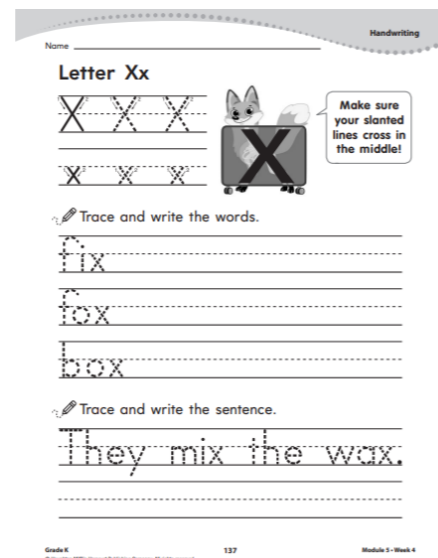 Handwriting
Name
Letter Xx
X X X
x x x
X
Make sure
your slanted
lines cross in
the middle!
Trace and write the words.
fix
fox
box
Trace and write the sentence.
They mix the wax.
Grade K
137
Module 5 • Week 4